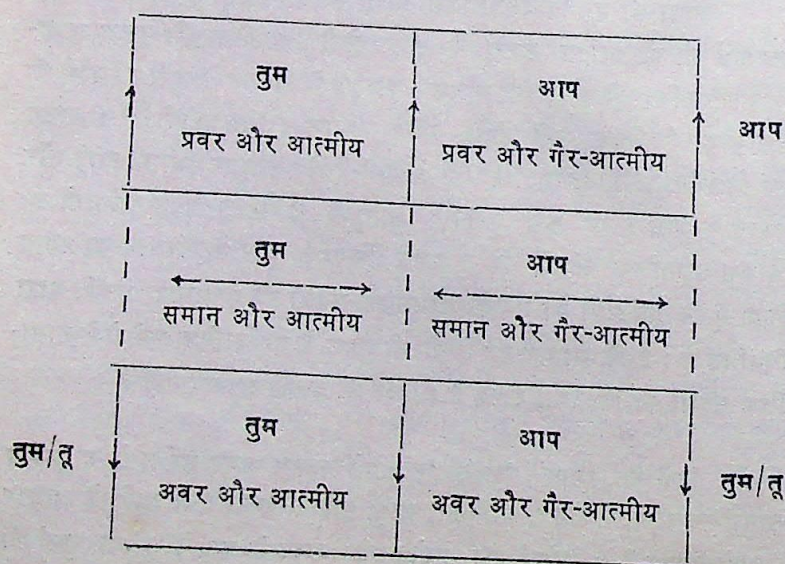 तुम आप
आप
प्रवर और आत्मीय प्रवर और गैर-आत्मीय
तुम आप
समान और आत्मीय समान और गैर-आत्मीय
तुम आप
तुम/तू तुम/तू
अवर और आत्मीय अवर और गैर-आत्मीय